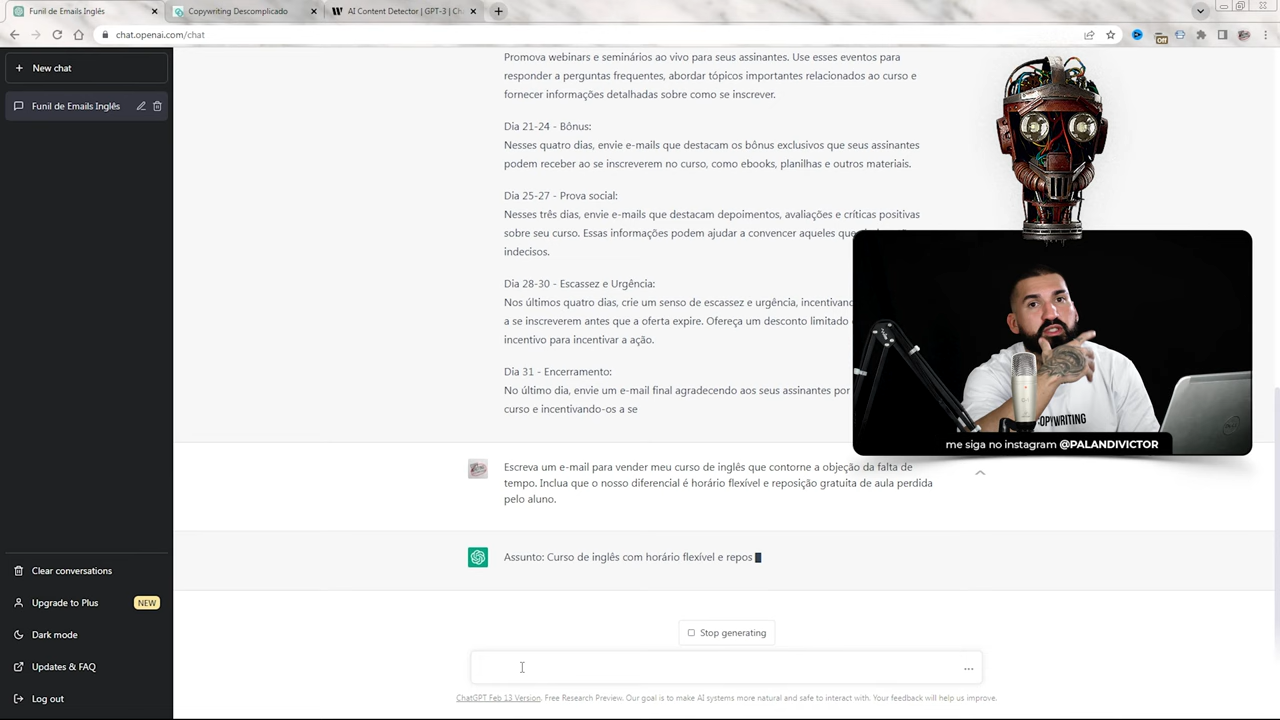 Funil de Emails Inglês
Copywriting Descomplicado
AI Content Detector | GPT-3 | Ch
chat.openai.com/chat
Off
New chat
Funil de Emails Inglês
Promova webinars e seminários ao vivo para seus assinantes. Use esses eventos para
responder a perguntas frequentes, abordar tópicos importantes relacionados ao curso e
fornecer informações detalhadas sobre como se inscrever.
Dia 21-24 - Bônus:
Nesses quatro dias, envie e-mails que destacam os bônus exclusivos que seus assinantes
podem receber ao se inscreverem no curso, como ebooks, planilhas e outros materiais.
Dia 25-27 - Prova social:
Nesses três dias, envie e-mails que destacam depoimentos, avaliações e críticas positivas
sobre seu curso. Essas informações podem ajudar a convencer aqueles que
indecisos.
Dia 28-30 - Escassez e Urgência:
Nos últimos quatro dias, crie um senso de escassez e urgência, incentivando
a se inscreverem antes que a oferta expire. Ofereça um desconto limitado
incentivo para incentivar a ação.
Dia 31 - Encerramento:
No último dia, envie um e-mail final agradecendo aos seus assinantes por
curso e incentivando-os a se
COPYWRITING
me siga no instagram @PALANDIVICTOR
Escreva um e-mail para vender meu curso de inglês que contorne a objeção da falta de
tempo. Inclua que o nosso diferencial é horário flexível e reposição gratuita de aula perdida
pelo aluno.
Assunto: Curso de inglês com horário flexível e repos
Clear conversations
Upgrade to Plus
NEW
Dark mode
Updates & FAQ
Log out
Stop generating
ChatGPT Feb 13 Version. Free Research Preview. Our goal is to make AI systems more natural and safe to interact with. Your feedback will help us improve.